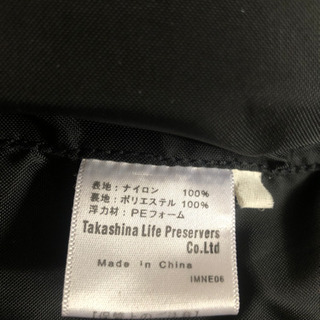 表地：ナイロン 100%
裏地：ポリエステル 100%
浮力材：PEフォーム
Takashina Life Preservers
Co.Ltd
Made in China
IMNE06